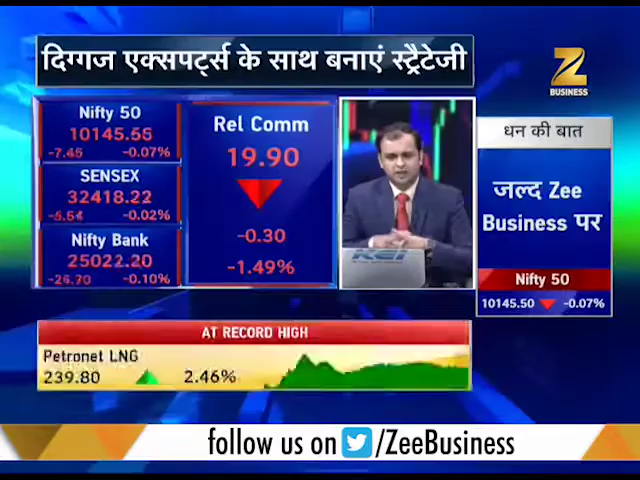 दिग्गज एक्सपर्ट्स के साथ बनाएं स्ट्रैटेजी
Z
BUSINESS
Nifty 50
10145.55
-7.45 -0.07%
SENSEX
32418.22
-5.54 -0.02%
Nifty Bank
25022.20
-26.70 -0.10%
Rel Comm
19.90
-0.30
-1.49%
KEI
धन की बात
जल्द Zee
Business पर
Nifty 50
10145.50 -0.07%
AT RECORD HIGH
Petronet LNG
239.80 2.46%
follow us on /ZeeBusiness